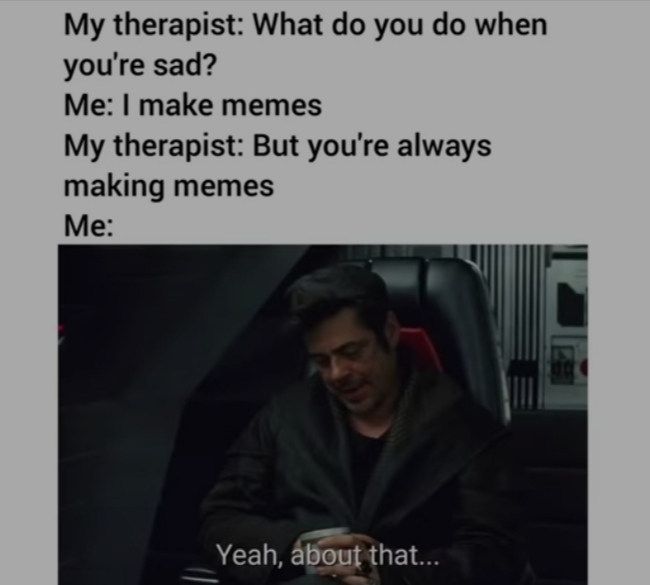 My therapist: What do you do when
you're sad?
Me: I make memes
My therapist: But you're always
making memes
Me:
Yeah, about that...